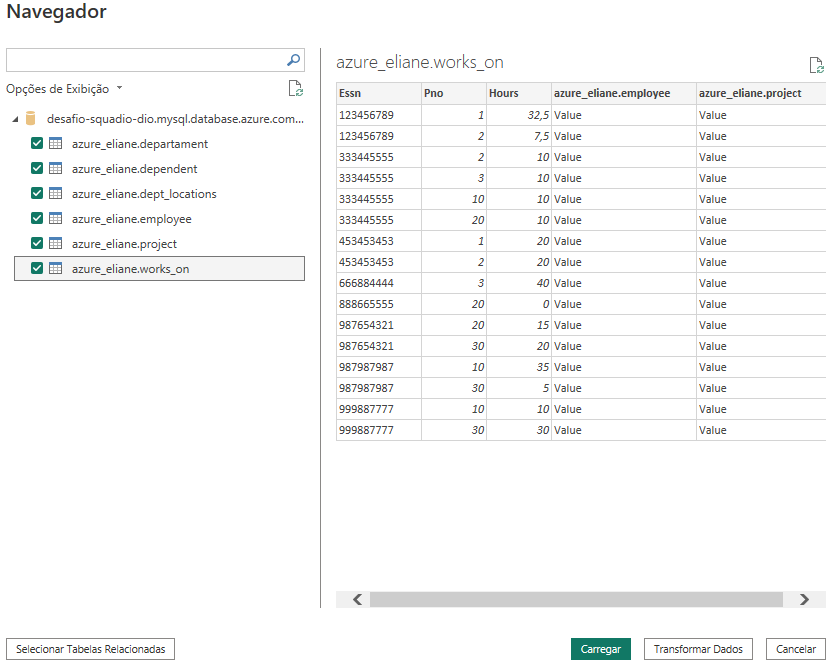 Navegador
Opções de Exibição
desafio-squadio-dio.mysql.database.azure.com...
azure_eliane.departament
azure_eliane.dependent
azure_eliane.dept_locations
azure_eliane.employee
azure_eliane.project
azure_eliane.works_on
azure_eliane.works_on
Essn Pno Hours azure_eliane.employee azure_eliane.project
123456789 1 32,5 Value Value
123456789 2 7,5 Value Value
333445555 2 10 Value Value
333445555 3 10 Value Value
333445555 10 10 Value Value
333445555 20 10 Value Value
453453453 1 20 Value Value
453453453 2 20 Value Value
666884444 3 40 Value Value
888665555 20 0 Value Value
987654321 20 15 Value Value
987654321 30 20 Value Value
987987987 10 35 Value Value
987987987 30 5 Value Value
999887777 10 10 Value Value
999887777 30 30 Value Value
Selecionar Tabelas Relacionadas
Carregar
Transformar Dados
Cancelar